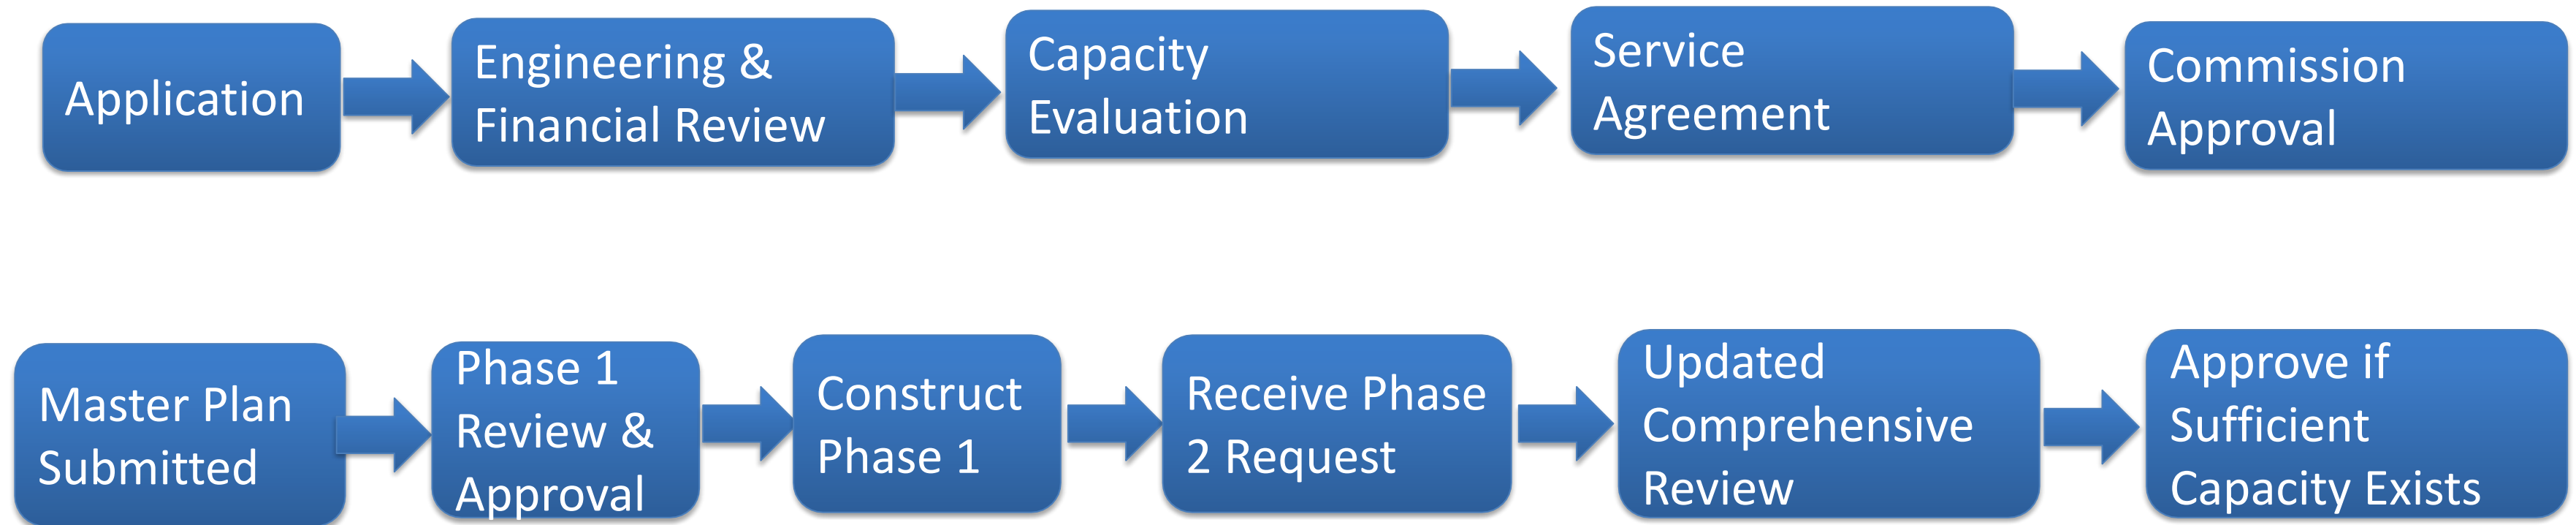 Application
Engineering &
Financial Review
Capacity
Evaluation
Service
Agreement
Commission
Approval
Master Plan
Submitted
Phase 1
Review &
Approval
Construct
Phase 1
Receive Phase
2 Request
Updated
Comprehensive
Review
Approve if
Sufficient
Capacity Exists